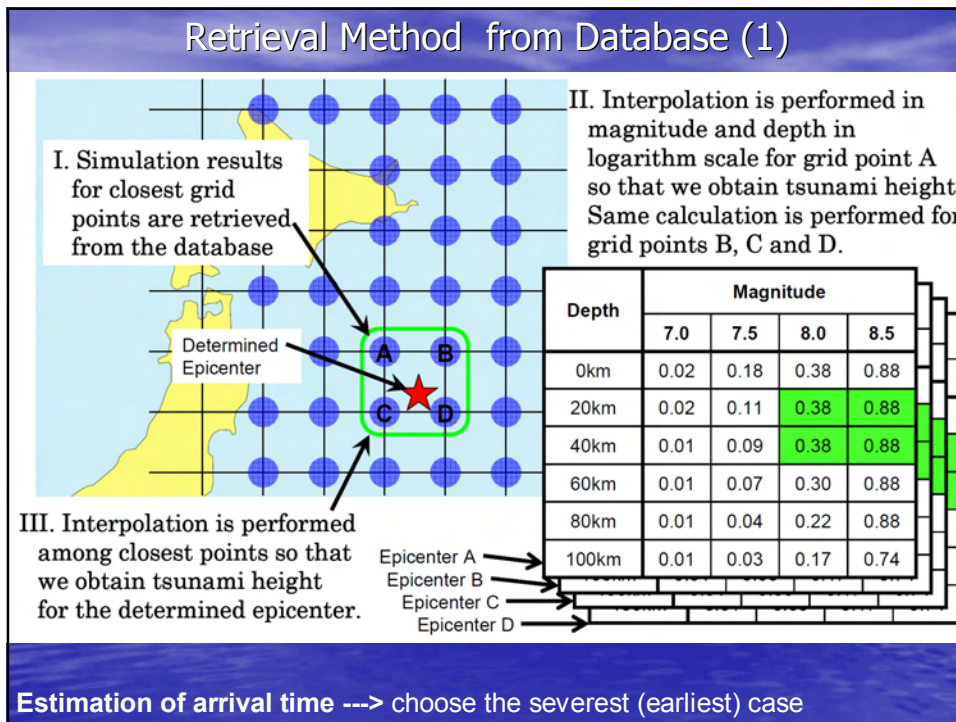 Retrieval Method from Database (1)
I. Simulation results
for closest grid
points are retrieved
from the database
II. Interpolation is performed in
magnitude and depth in
logarithm scale for grid point A
so that we obtain tsunami height
Same calculation is performed for
grid points B, C and D.
Determined
Epicenter
A B
C D
Depth Magnitude
7.0 7.5 8.0 8.5
0km 0.02 0.18 0.38 0.88
20km 0.02 0.11 0.38 0.88
40km 0.01 0.09 0.38 0.88
60km 0.01 0.07 0.30 0.88
80km 0.01 0.04 0.22 0.88
100km 0.01 0.03 0.17 0.74
III. Interpolation is performed
among closest points so that
we obtain tsunami height
for the determined epicenter.
Epicenter A
Epicenter B
Epicenter C
Epicenter D
Estimation of arrival time ---> choose the severest (earliest) case